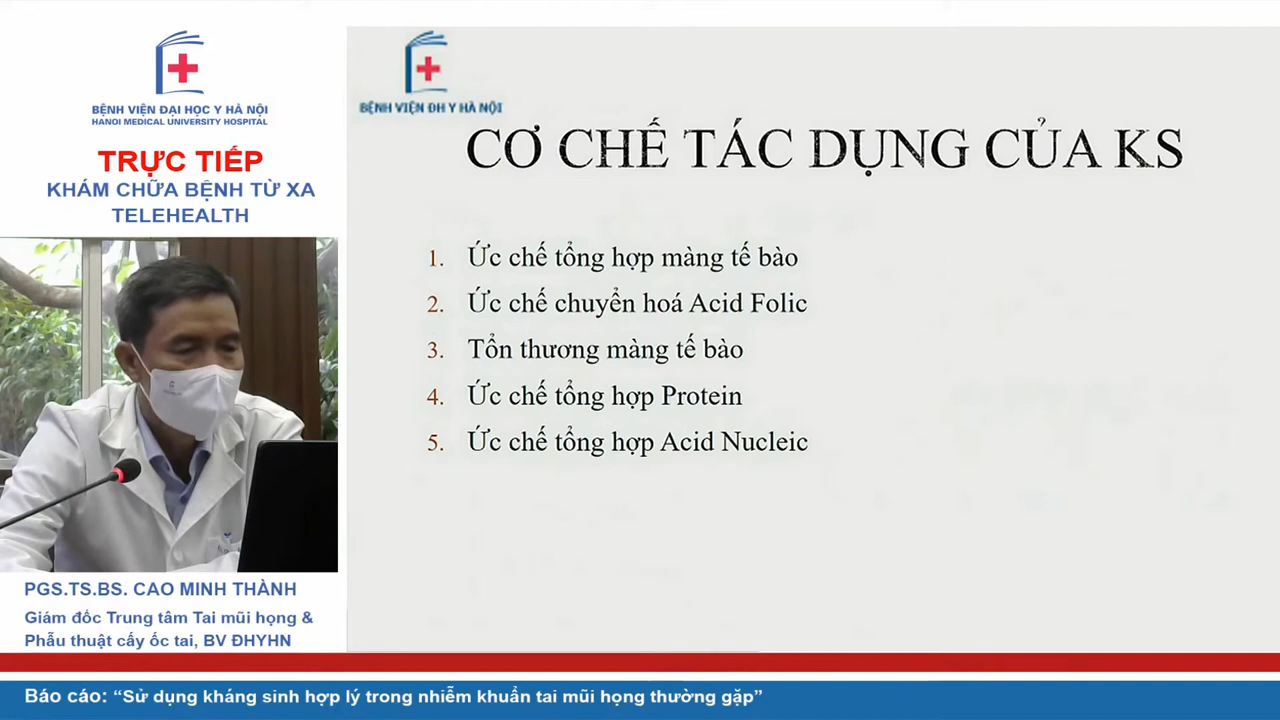 BỆNH VIỆN ĐẠI HỌC Y HÀ NỘI
HANOI MEDICAL UNIVERSITY HOSPITAL
TRỰC TIẾP
KHÁM CHỮA BỆNH TỪ XA
TELEHEALTH
BỆNH VIỆN ĐH Y HÀ NỘI
CƠ CHẾ TÁC DỤNG CỦA KS
1. Ức chế tổng hợp màng tế bào
2. Ức chế chuyển hoá Acid Folic
3. Tổn thương màng tế bào
4. Ức chế tổng hợp Protein
5. Ức chế tổng hợp Acid Nucleic
PGS.TS.BS. CAO MINH THÀNH
Giám đốc Trung tâm Tai mũi họng &
Phẫu thuật cấy ốc tai, BV ĐHYHN
Báo cáo: “Sử dụng kháng sinh hợp lý trong nhiễm khuẩn tai mũi họng thường gặp”